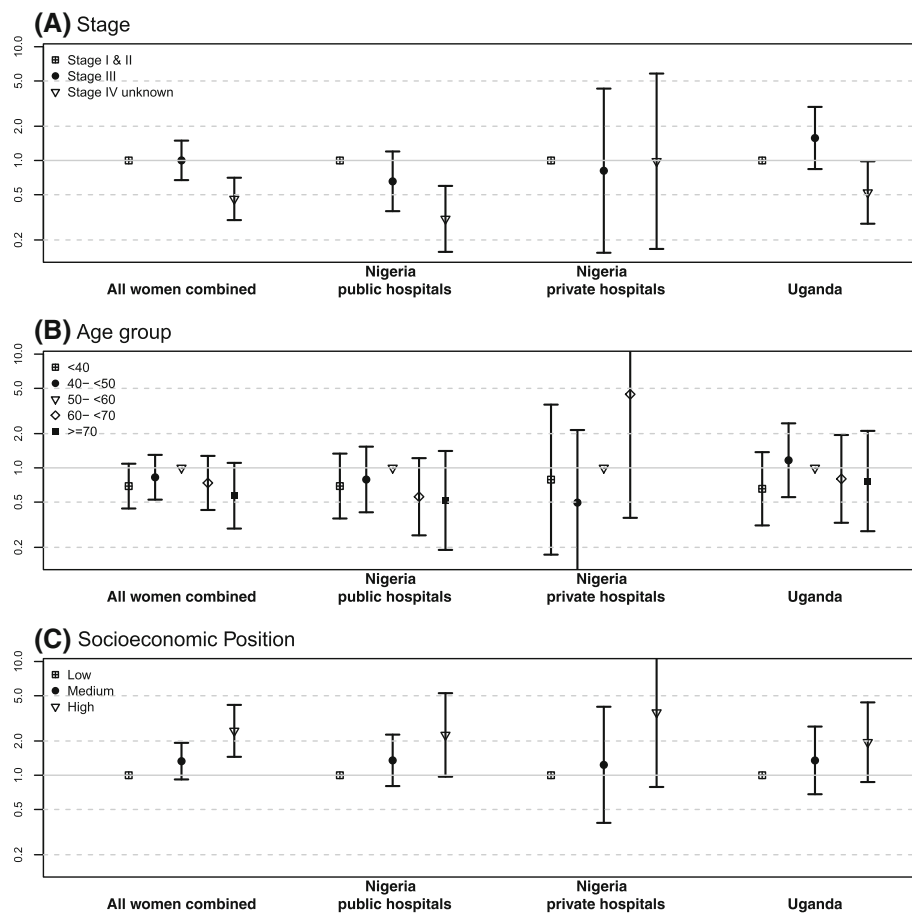 (A) Stage
10.0
5.0
2.0
1.0
0.5
0.2
Stage I & II
Stage III
Stage IV unknown
All women combined
Nigeria
public hospitals
Nigeria
private hospitals
Uganda
(B) Age group
10.0
5.0
2.0
1.0
0.5
0.2
<40
40− <50
50− <60
60− <70
>=70
All women combined
Nigeria
public hospitals
Nigeria
private hospitals
Uganda
(C) Socioeconomic Position
10.0
5.0
2.0
1.0
0.5
0.2
Low
Medium
High
All women combined
Nigeria
public hospitals
Nigeria
private hospitals
Uganda